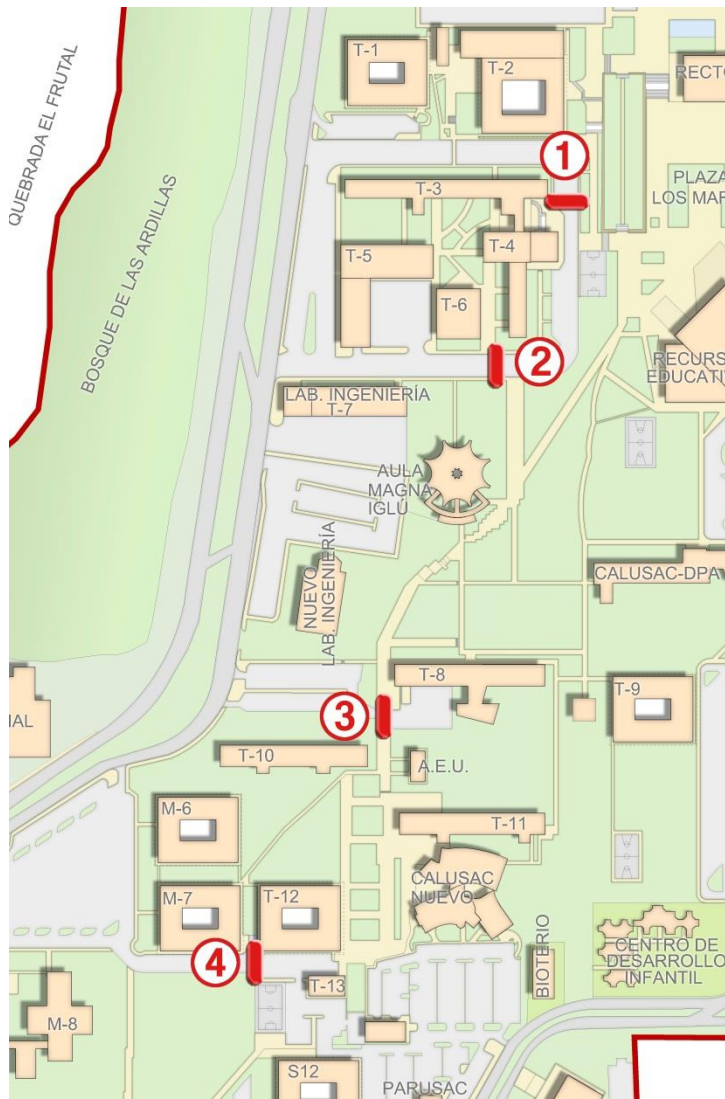 T-1
T-2
RECTO
QUEBRADA EL FRUTAL
BOSQUE DE LAS ARDILLAS
1
T-3
PLAZA
LOS MAR
T-5
T-4
T-6
2
RECURS
EDUCATIV
LAB. INGENIERÍA
T-7
AULA
MAGNA
IGLÚ
NUEVO
LAB. INGENIERÍA
CALUSAC-DPA
T-8
T-9
3
IAL
T-10
A.E.U.
M-6
T-11
CALUSAC
NUEVO
M-7
T-12
BIOTERIO
CENTRO DE
DESARROLLO
INFANTIL
4
T-13
M-8
S12
PARUSAC